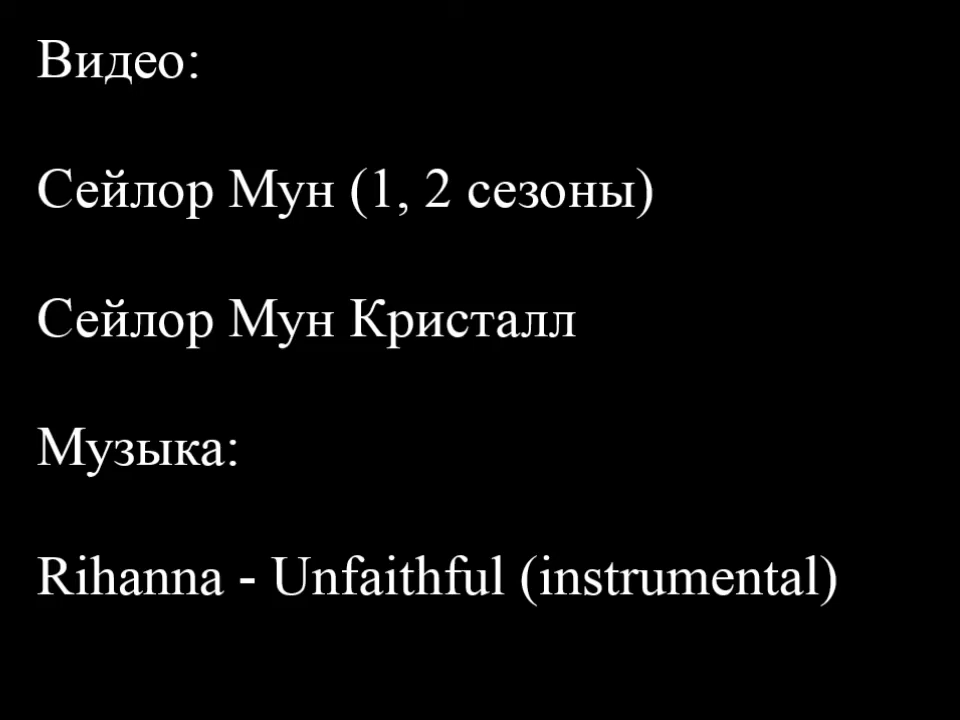 Видео:
Сейлор Мун (1, 2 сезоны)
Сейлор Мун Кристалл
Музыка:
Rihanna - Unfaithful (instrumental)